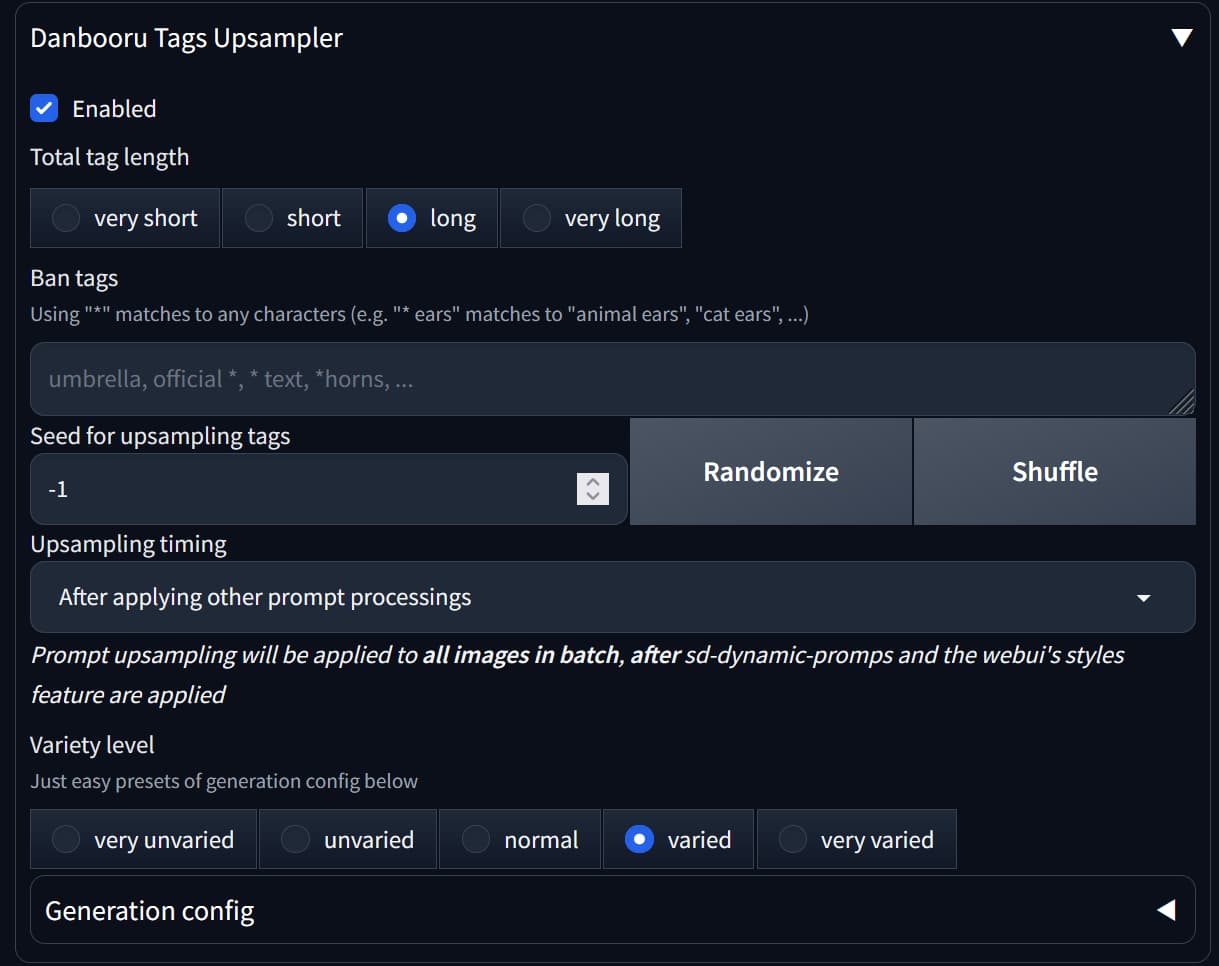 Danbooru Tags Upsampler
Enabled
Total tag length
very short short long very long
Ban tags
Using "*" matches to any characters (e.g. "* ears" matches to "animal ears", "cat ears", ...)
umbrella, official *, * text, *horns, ...
Seed for upsampling tags
-1
Randomize Shuffle
Upsampling timing
After applying other prompt processings
Prompt upsampling will be applied to all images in batch, after sd-dynamic-promps and the webui's styles
feature are applied
Variety level
Just easy presets of generation config below
very unvaried unvaried normal varied very varied
Generation config